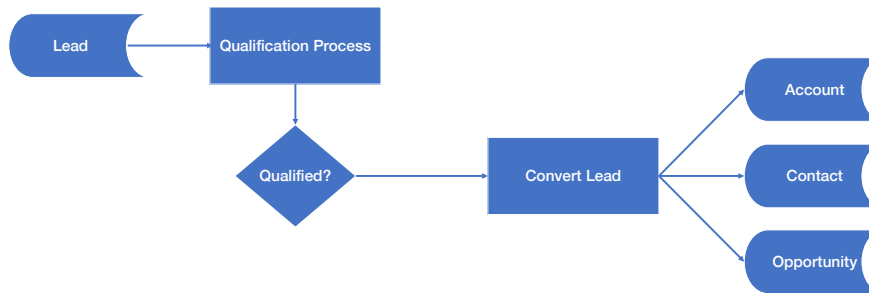 Lead
Qualification Process
Account
Qualified?
Convert Lead
Contact
Opportunity